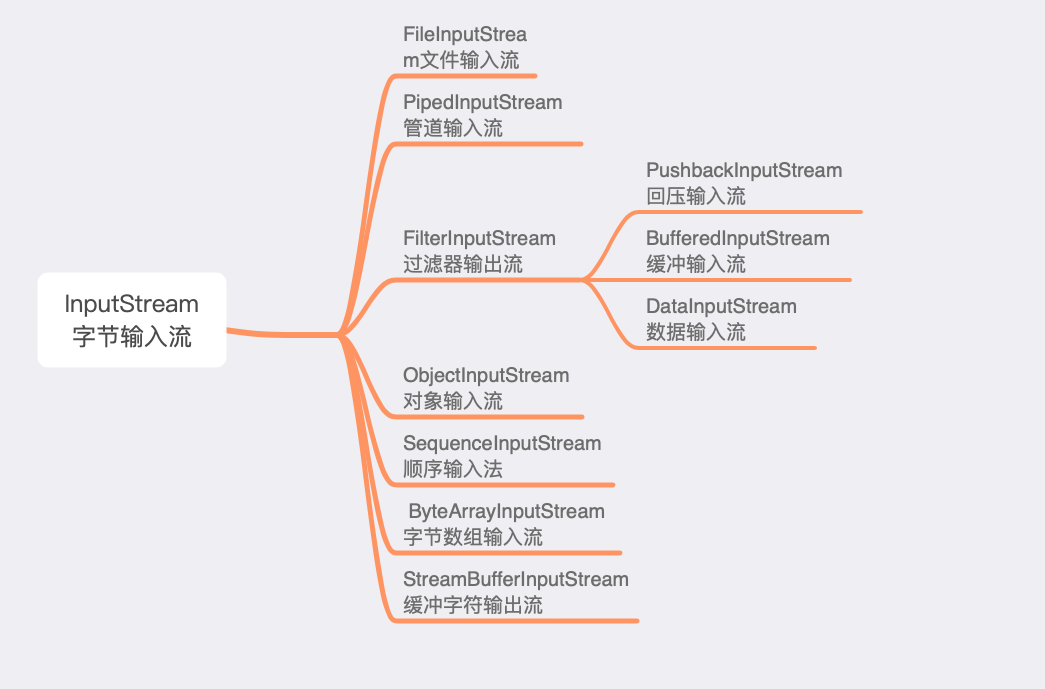 FileInputStrea
m文件输入流
PipedInputStream
管道输入流
PushbackInputStream
回压输入流
FilterInputStream
过滤器输出流
BufferedInputStream
缓冲输入流
DataInputStream
数据输入流
InputStream
字节输入流
ObjectInputStream
对象输入流
SequenceInputStream
顺序输入法
ByteArrayInputStream
字节数组输入流
StreamBufferInputStream
缓冲字符输出流